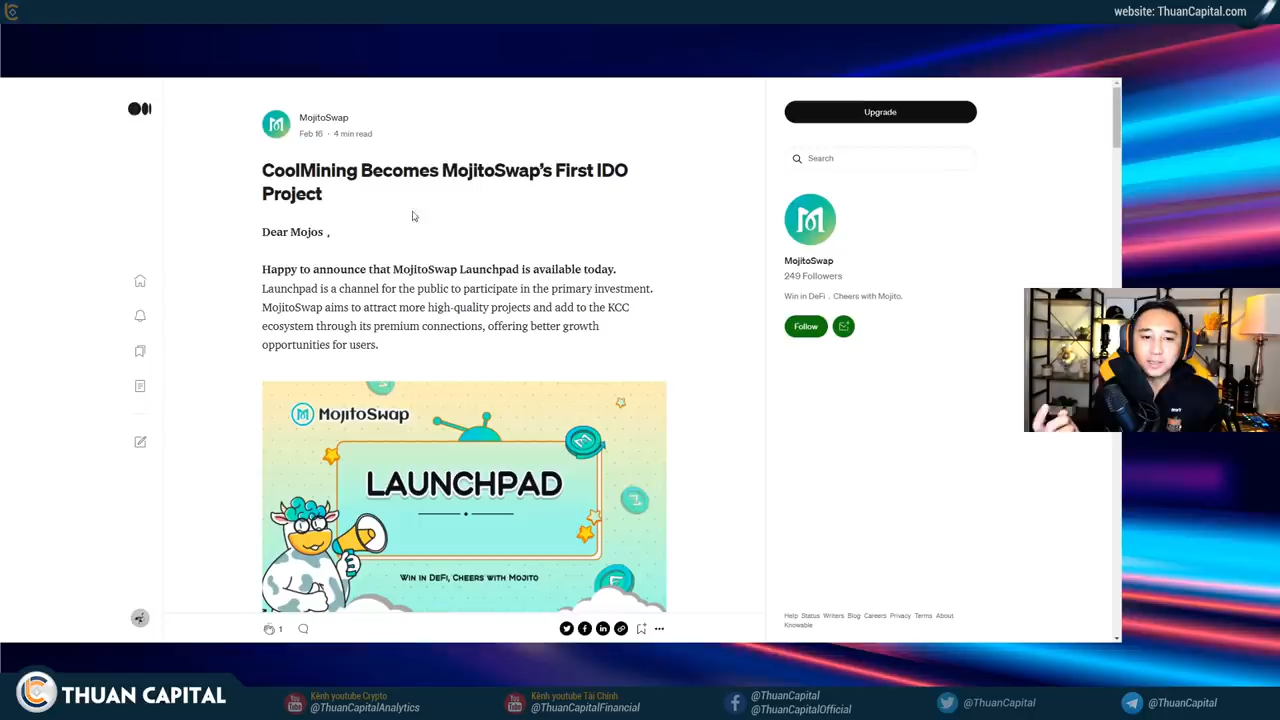 website: ThuanCapital.com
MojitoSwap
Feb 16 · 4 min read
CoolMining Becomes MojitoSwap's First IDO
Project
Dear Mojos ,
Happy to announce that MojitoSwap Launchpad is available today.
Launchpad is a channel for the public to participate in the primary investment.
MojitoSwap aims to attract more high-quality projects and add to the KCC
ecosystem through its premium connections, offering better growth
opportunities for users.
MojitoSwap
LAUNCHPAD
Win in DeFi, Cheers with Mojito
1
Upgrade
Search
MojitoSwap
249 Followers
Win in DeFi . Cheers with Mojito.
Follow
Help Status Writers Blog Careers Privacy Terms About
Knowable
THUAN CAPITAL
Kênh youtube Crypto
@ThuanCapitalAnalytics
Kênh youtube Tài Chính
@ThuanCapitalFinancial
@ThuanCapital
@ThuanCapitalOfficial
@ThuanCapital
@ThuanCapital